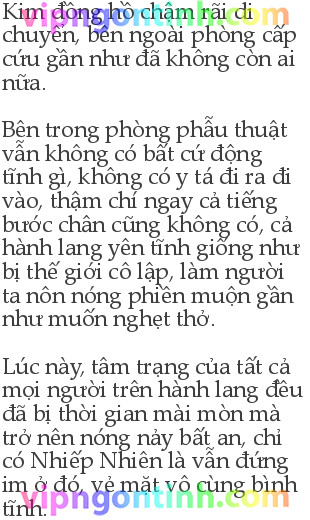 vipngontinh.com
Kim đồng hồ chậm rãi di
chuyển, bên ngoài phòng cấp
cứu gần như đã không còn ai
nữa.
Bên trong phòng phẫu thuật
vẫn không có bất cứ động
tĩnh gì, không có y tá đi ra đi
vào, thậm chí ngay cả tiếng
bước chân cũng không có, cả
hành lang yên tĩnh giống như
bị thế giới cô lập, làm người
ta nôn nóng phiền muộn gần
như muốn nghẹt thở.
Lúc này, tâm trạng của tất cả
mọi người trên hành lang đều
đã bị thời gian mài mòn mà
trở nên nóng nảy bất an, chỉ
có Nhiếp Nhiên là vẫn đứng
im ở đó, vẻ mặt vô cùng bình
tĩnh.
vipngontinh.com